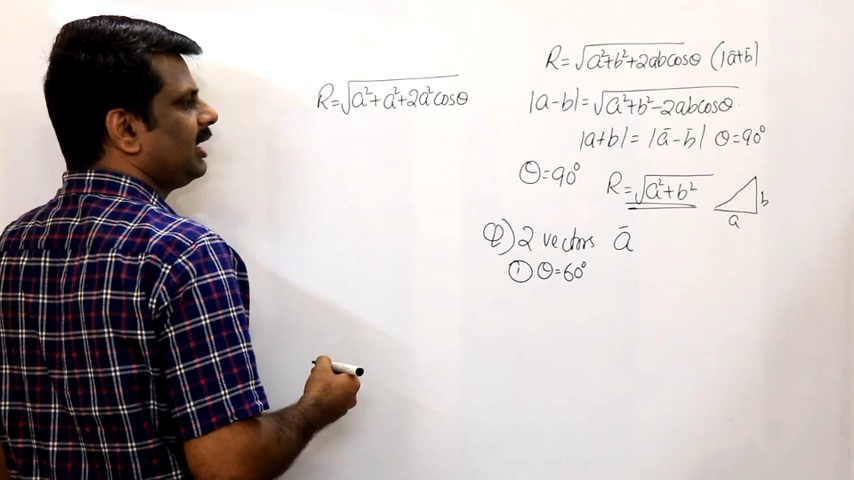 R=√a²+a²+2a²cosθ
R=√a²+b²+2abcosθ (|ā+b̄|
|a-b|=√a²+b²-2abcosθ
|a+b|=|ā-b̄| θ=90°
θ=90° R=√a²+b²
b
a
Q)2 vectors ā
① θ=60°